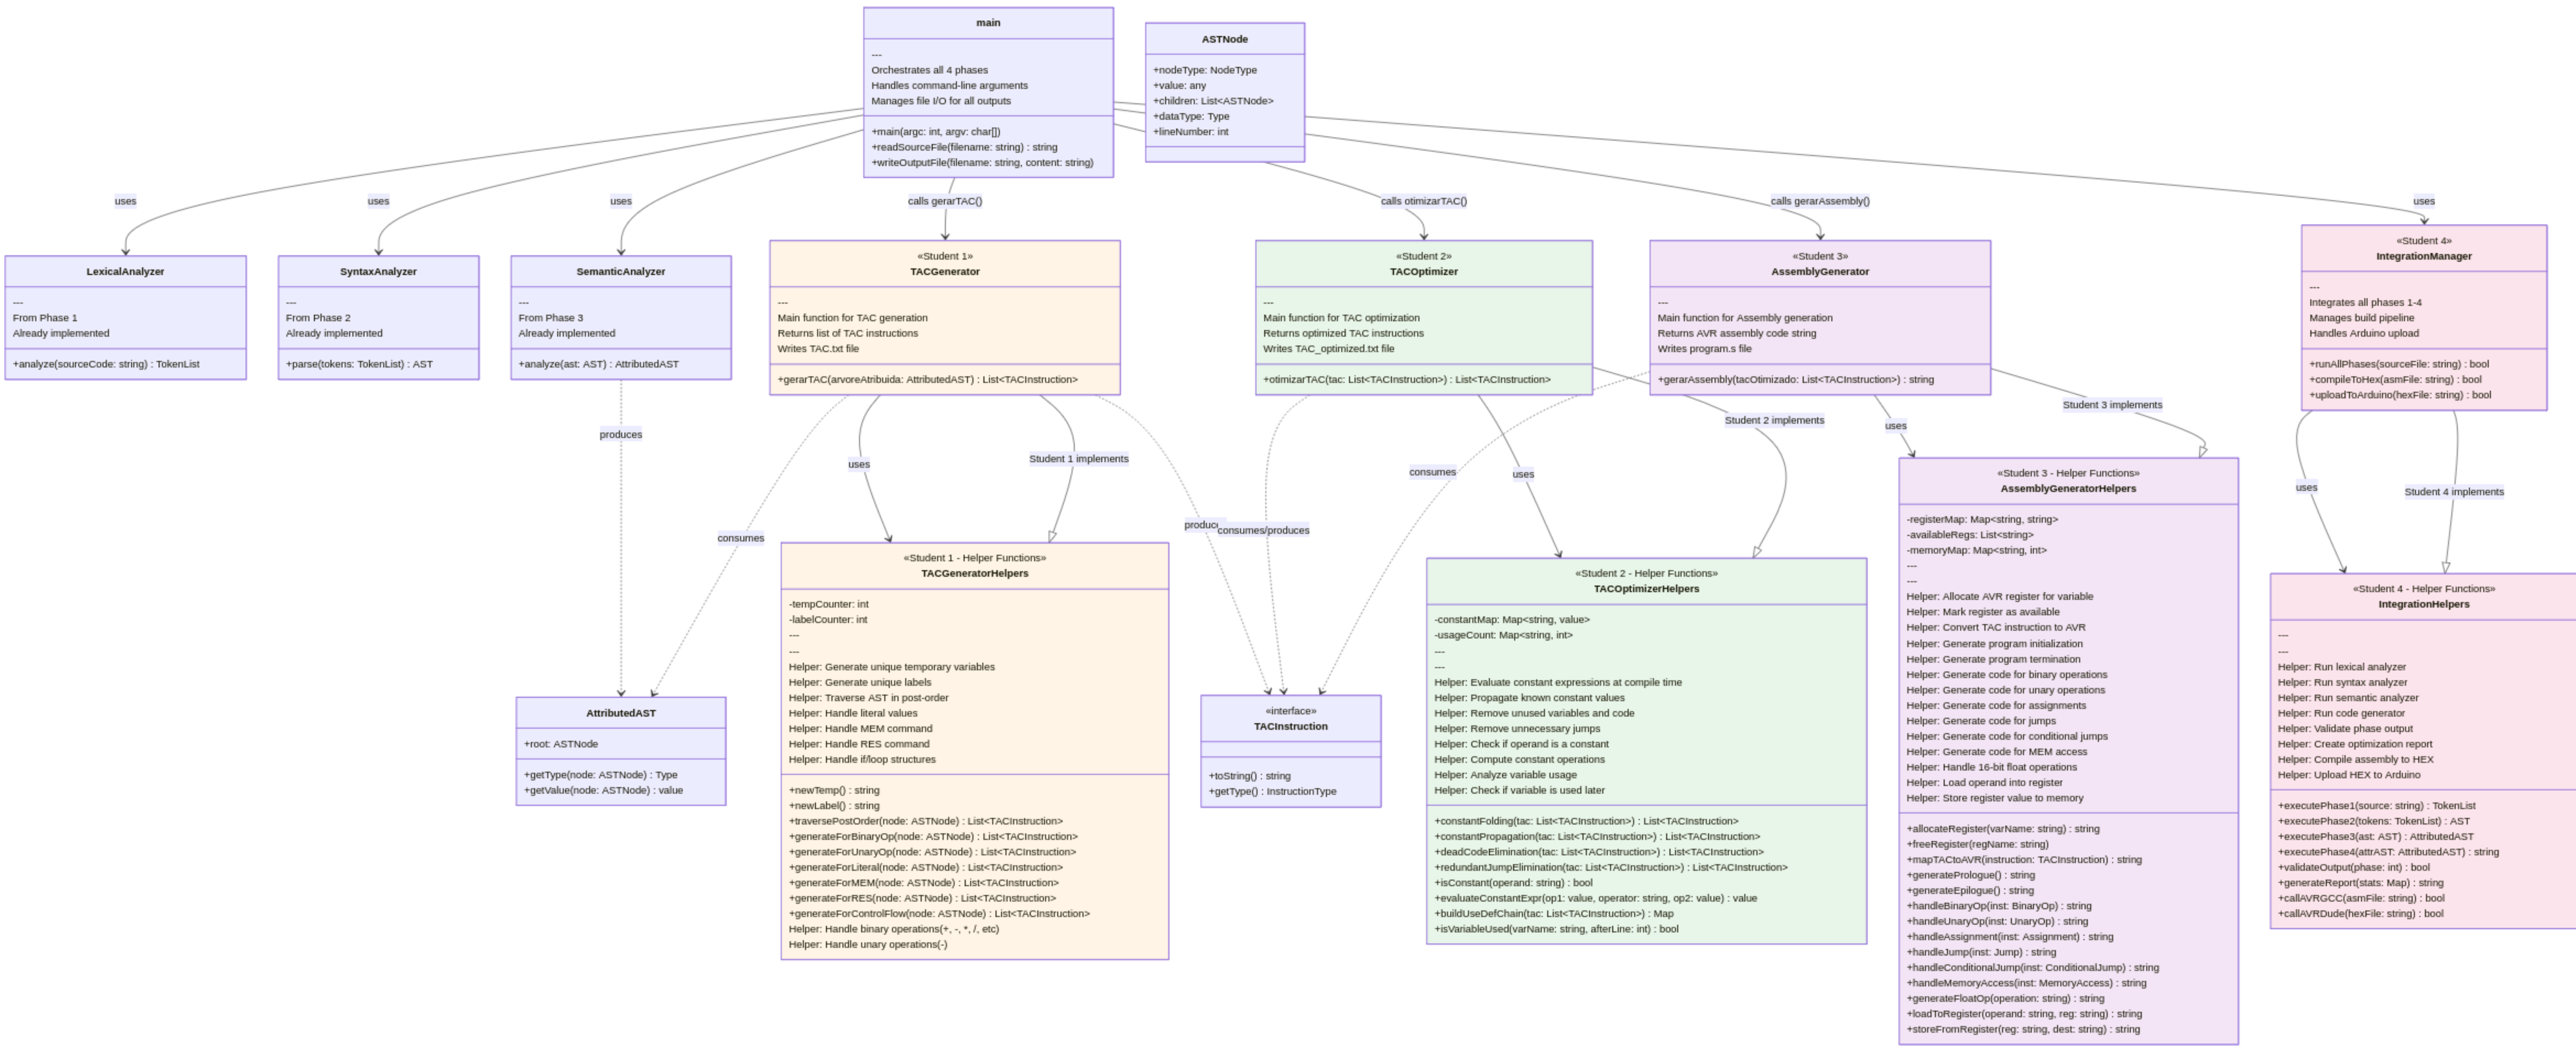 main
---
Orchestrates all 4 phases
Handles command-line arguments
Manages file I/O for all outputs
+main(argc: int, argv: char[])
+readSourceFile(filename: string) : string
+writeOutputFile(filename: string, content: string)
ASTNode
+nodeType: NodeType
+value: any
+children: List<ASTNode>
+dataType: Type
+lineNumber: int
uses
uses
uses
calls gerarTAC()
calls otimizarTAC()
calls gerarAssembly()
uses
LexicalAnalyzer
---
From Phase 1
Already implemented
+analyze(sourceCode: string) : TokenList
SyntaxAnalyzer
---
From Phase 2
Already implemented
+parse(tokens: TokenList) : AST
SemanticAnalyzer
---
From Phase 3
Already implemented
+analyze(ast: AST) : AttributedAST
«Student 1»
TACGenerator
---
Main function for TAC generation
Returns list of TAC instructions
Writes TAC.txt file
+gerarTAC(arvoreAtribuida: AttributedAST) : List<TACInstruction>
«Student 2»
TACOptimizer
---
Main function for TAC optimization
Returns optimized TAC instructions
Writes TAC_optimized.txt file
+otimizarTAC(tac: List<TACInstruction>) : List<TACInstruction>
«Student 3»
AssemblyGenerator
---
Main function for Assembly generation
Returns AVR assembly code string
Writes program.s file
+gerarAssembly(tacOtimizado: List<TACInstruction>) : string
«Student 4»
IntegrationManager
---
Integrates all phases 1-4
Manages build pipeline
Handles Arduino upload
+runAllPhases(sourceFile: string) : bool
+compileToHex(asmFile: string) : bool
+uploadToArduino(hexFile: string) : bool
produces
consumes
uses
Student 1 implements
consumes/produces
uses
consumes
Student 2 implements
uses
Student 3 implements
uses
Student 4 implements
AttributedAST
+root: ASTNode
+getType(node: ASTNode) : Type
+getValue(node: ASTNode) : value
«Student 1 - Helper Functions»
TACGeneratorHelpers
-tempCounter: int
-labelCounter: int
---
---
Helper: Generate unique temporary variables
Helper: Generate unique labels
Helper: Traverse AST in post-order
Helper: Handle literal values
Helper: Handle MEM command
Helper: Handle RES command
Helper: Handle if/loop structures
+newTemp() : string
+newLabel() : string
+traversePostOrder(node: ASTNode) : List<TACInstruction>
+generateForBinaryOp(node: ASTNode) : List<TACInstruction>
+generateForUnaryOp(node: ASTNode) : List<TACInstruction>
+generateForLiteral(node: ASTNode) : List<TACInstruction>
+generateForMEM(node: ASTNode) : List<TACInstruction>
+generateForRES(node: ASTNode) : List<TACInstruction>
+generateForControlFlow(node: ASTNode) : List<TACInstruction>
Helper: Handle binary operations(+, -, *, /, etc)
Helper: Handle unary operations(-)
«interface»
TACInstruction
+toString() : string
+getType() : InstructionType
«Student 2 - Helper Functions»
TACOptimizerHelpers
-constantMap: Map<string, value>
-usageCount: Map<string, int>
---
---
Helper: Evaluate constant expressions at compile time
Helper: Propagate known constant values
Helper: Remove unused variables and code
Helper: Remove unnecessary jumps
Helper: Check if operand is a constant
Helper: Compute constant operations
Helper: Analyze variable usage
Helper: Check if variable is used later
+constantFolding(tac: List<TACInstruction>) : List<TACInstruction>
+constantPropagation(tac: List<TACInstruction>) : List<TACInstruction>
+deadCodeElimination(tac: List<TACInstruction>) : List<TACInstruction>
+redundantJumpElimination(tac: List<TACInstruction>) : List<TACInstruction>
+isConstant(operand: string) : bool
+evaluateConstantExpr(op1: value, operator: string, op2: value) : value
+buildUseDefChain(tac: List<TACInstruction>) : Map
+isVariableUsed(varName: string, afterLine: int) : bool
«Student 3 - Helper Functions»
AssemblyGeneratorHelpers
-registerMap: Map<string, string>
-availableRegs: List<string>
-memoryMap: Map<string, int>
---
---
Helper: Allocate AVR register for variable
Helper: Mark register as available
Helper: Convert TAC instruction to AVR
Helper: Generate program initialization
Helper: Generate program termination
Helper: Generate code for binary operations
Helper: Generate code for unary operations
Helper: Generate code for assignments
Helper: Generate code for jumps
Helper: Generate code for conditional jumps
Helper: Generate code for MEM access
Helper: Handle 16-bit float operations
Helper: Load operand into register
Helper: Store register value to memory
+allocateRegister(varName: string) : string
+freeRegister(regName: string)
+mapTACtoAVR(instruction: TACInstruction) : string
+generatePrologue() : string
+generateEpilogue() : string
+handleBinaryOp(inst: BinaryOp) : string
+handleUnaryOp(inst: UnaryOp) : string
+handleAssignment(inst: Assignment) : string
+handleJump(inst: Jump) : string
+handleConditionalJump(inst: ConditionalJump) : string
+handleMemoryAccess(inst: MemoryAccess) : string
+generateFloatOp(operation: string) : string
+loadToRegister(operand: string, reg: string) : string
+storeFromRegister(reg: string, dest: string) : string
«Student 4 - Helper Functions»
IntegrationHelpers
---
---
Helper: Run lexical analyzer
Helper: Run syntax analyzer
Helper: Run semantic analyzer
Helper: Run code generator
Helper: Validate phase output
Helper: Create optimization report
Helper: Compile assembly to HEX
Helper: Upload HEX to Arduino
+executePhase1(source: string) : TokenList
+executePhase2(tokens: TokenList) : AST
+executePhase3(ast: AST) : AttributedAST
+executePhase4(attrAST: AttributedAST) : string
+validateOutput(phase: int) : bool
+generateReport(stats: Map) : string
+callAVRGCC(asmFile: string) : bool
+callAVRDude(hexFile: string) : bool